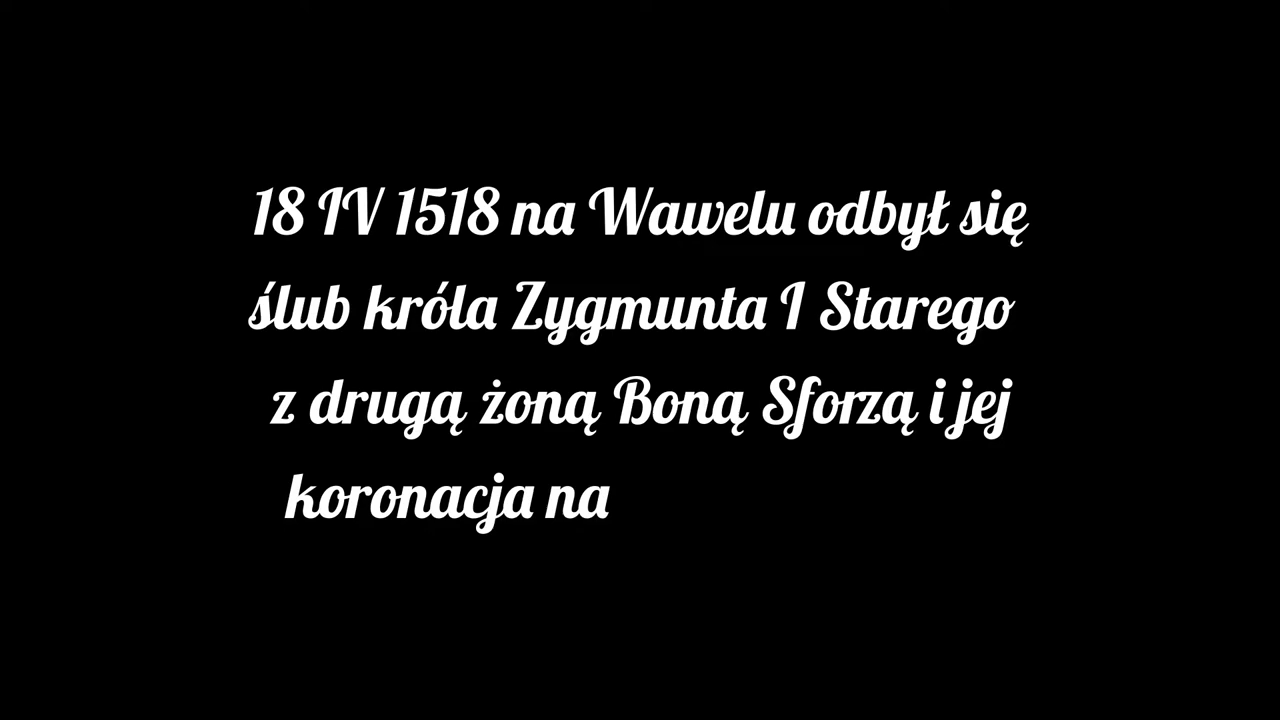 18 IV 1518 na Wawelu odbył się
ślub króla Zygmunta I Starego
z drugą żoną Boną Sforzą i jej
koronacja na